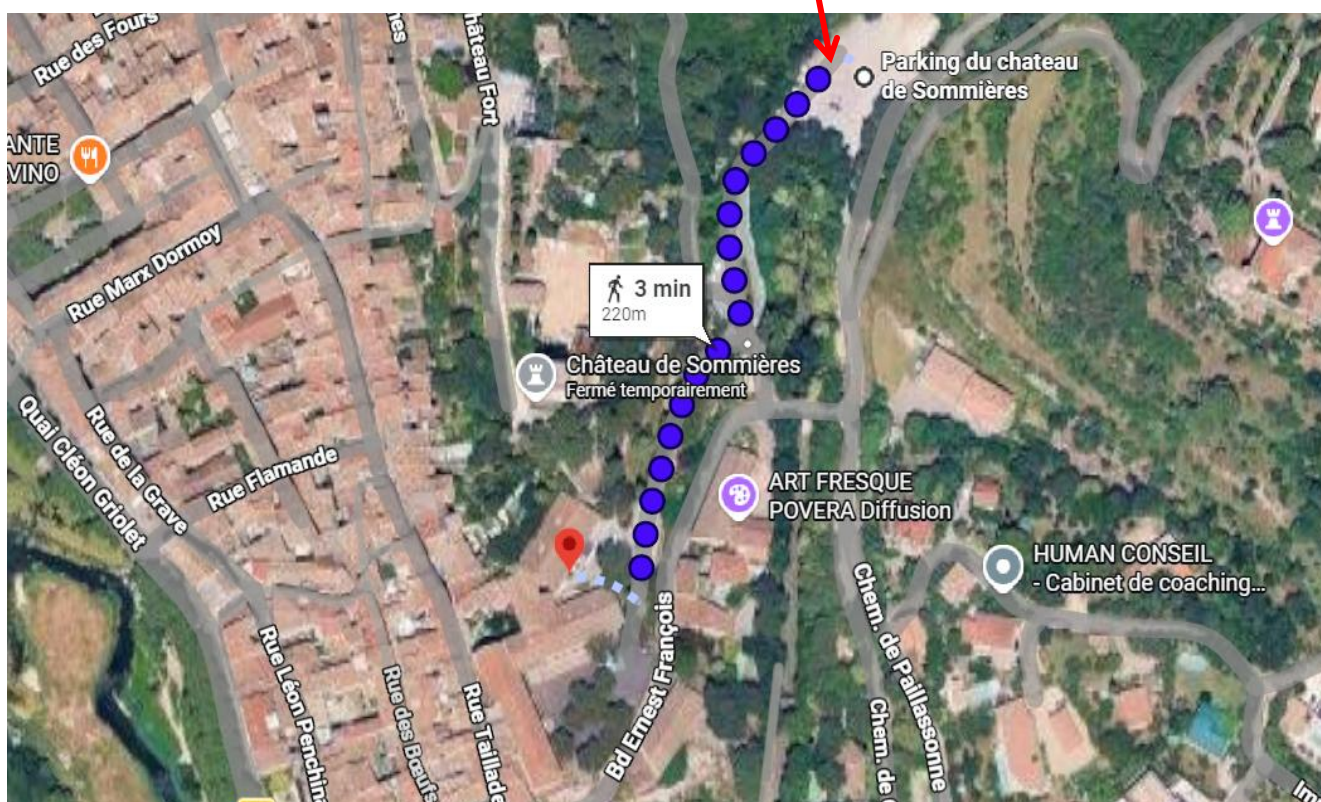 Rue des Fours
Château Fort
Parking du chateau
de Sommières
ANTE
VINO
Rue Marx Dormoy
3 min
220m
Château de Sommières
Fermé temporairement
Quai Cléon Griolet
Rue de la Grave
Rue Flamande
ART FRESQUE
POVERA Diffusion
HUMAN CONSEIL
- Cabinet de coaching...
Chem. de Paillassonne
Bd Ernest François
Rue Léon Penchina
Rue des Bœufs
Rue Taillade
Chem. de